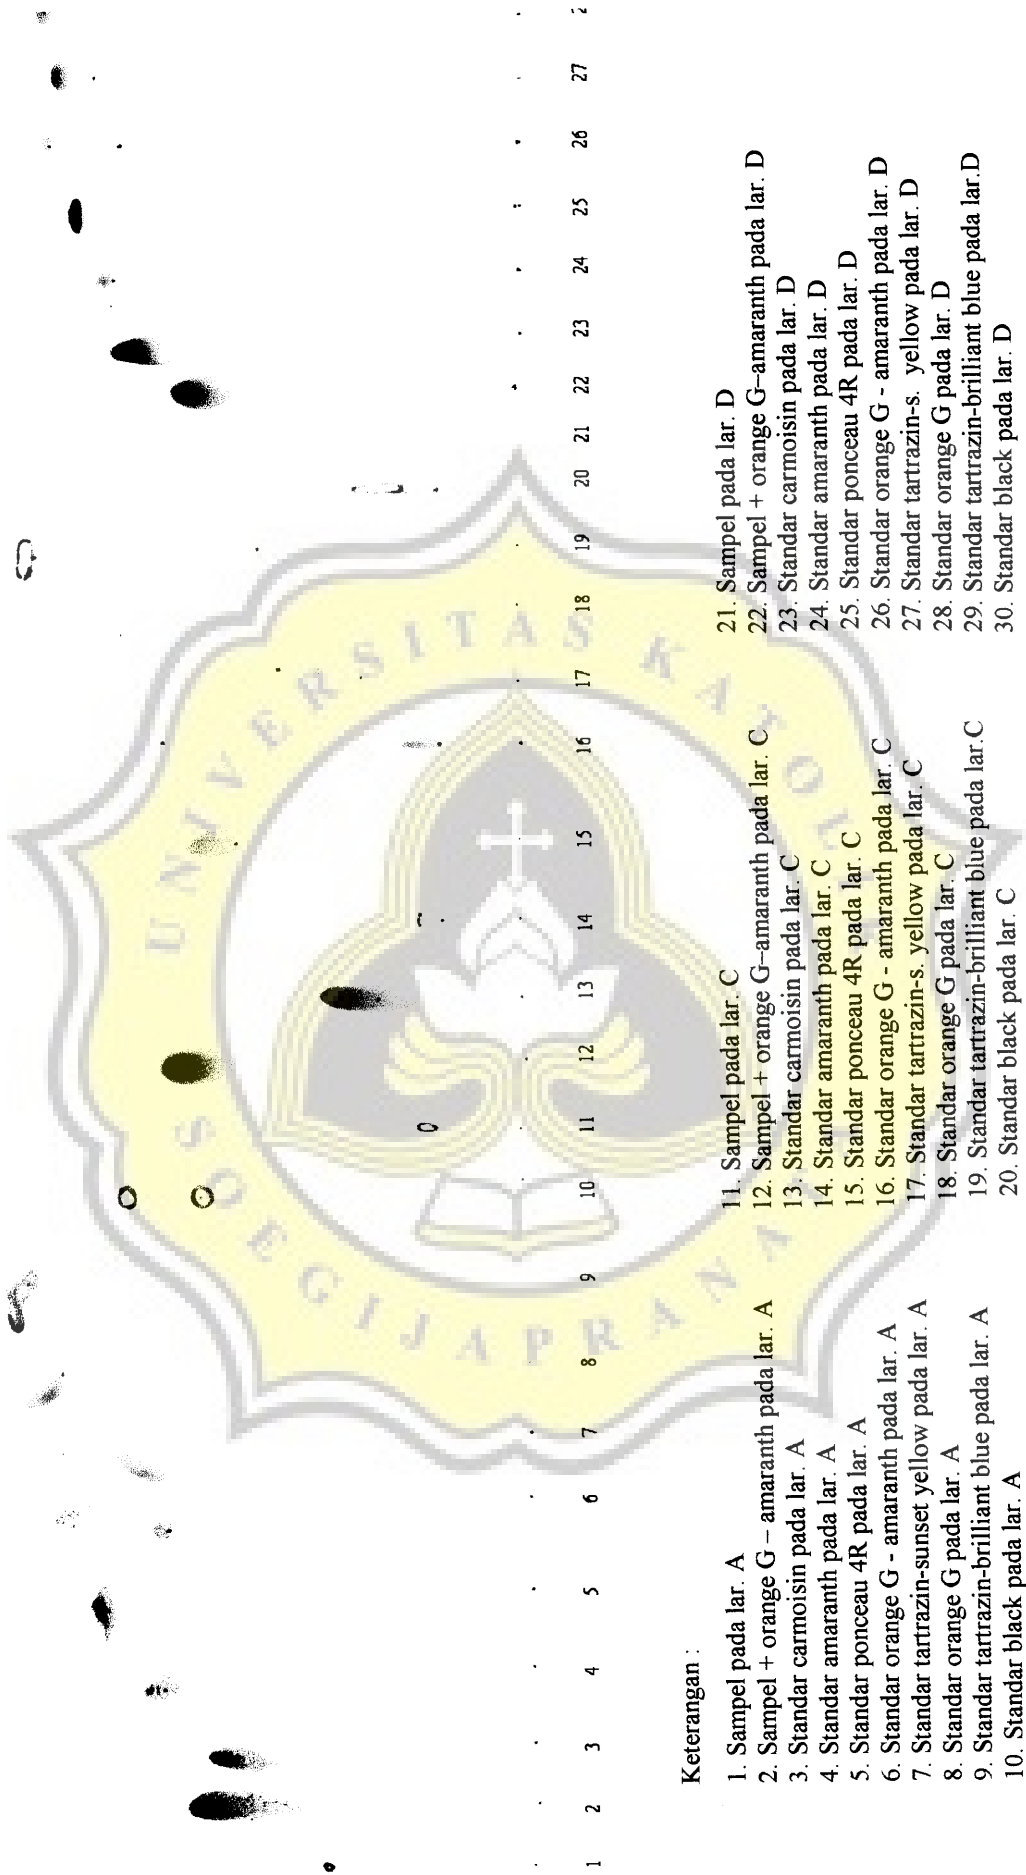 1 2 3 4 5 6 7 8 9 10 11 12 13 14 15 16 17 18 19 20 21 22 23 24 25 26 27
UNIVERSITAS KATOLIK
SOEGIJAPRANATA
Keterangan :
1. Sampel pada lar. A
2. Sampel + orange G – amaranth pada lar. A
3. Standar carmoisin pada lar. A
4. Standar amaranth pada lar. A
5. Standar ponceau 4R pada lar. A
6. Standar orange G - amaranth pada lar. A
7. Standar tartrazin-sunset yellow pada lar. A
8. Standar orange G pada lar. A
9. Standar tartrazin-brilliant blue pada lar. A
10. Standar black pada lar. A
11. Sampel pada lar. C
12. Sampel + orange G–amaranth pada lar. C
13. Standar carmoisin pada lar. C
14. Standar amaranth pada lar. C
15. Standar ponceau 4R pada lar. C
16. Standar orange G - amaranth pada lar. C
17. Standar tartrazin-s. yellow pada lar. C
18. Standar orange G pada lar. C
19. Standar tartrazin-brilliant blue pada lar.C
20. Standar black pada lar. C
21. Sampel pada lar. D
22. Sampel + orange G–amaranth pada lar. D
23. Standar carmoisin pada lar. D
24. Standar amaranth pada lar. D
25. Standar ponceau 4R pada lar. D
26. Standar orange G - amaranth pada lar. D
27. Standar tartrazin-s. yellow pada lar. D
28. Standar orange G pada lar. D
29. Standar tartrazin-brilliant blue pada lar.D
30. Standar black pada lar. D